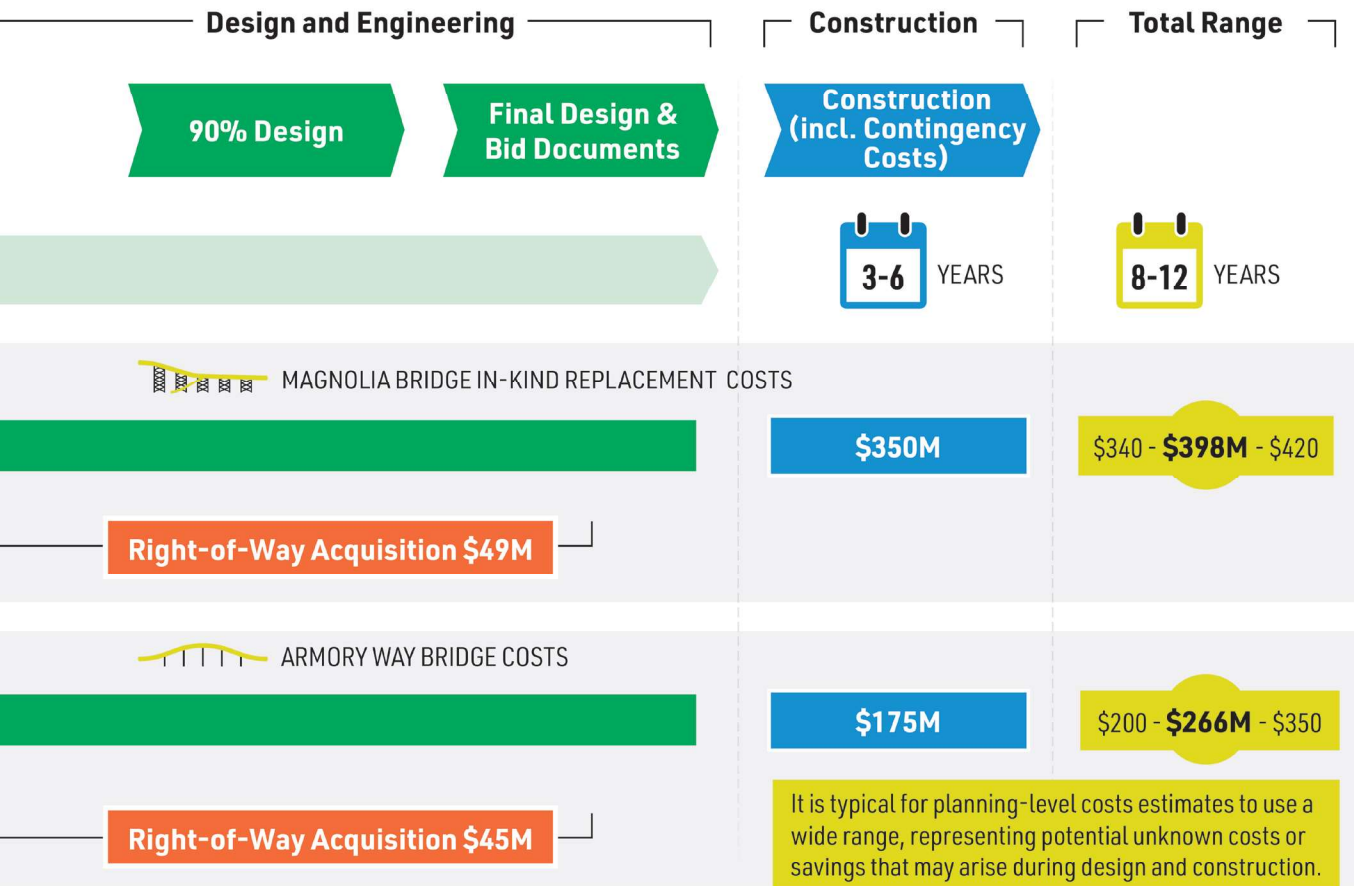 Design and Engineering
Construction
Total Range
90% Design
Final Design &
Bid Documents
Construction
(incl. Contingency
Costs)
3-6 YEARS
8-12 YEARS
MAGNOLIA BRIDGE IN-KIND REPLACEMENT COSTS
$350M
$340 - $398M - $420
Right-of-Way Acquisition $49M
ARMORY WAY BRIDGE COSTS
$175M
$200 - $266M - $350
Right-of-Way Acquisition $45M
It is typical for planning-level costs estimates to use a
wide range, representing potential unknown costs or
savings that may arise during design and construction.